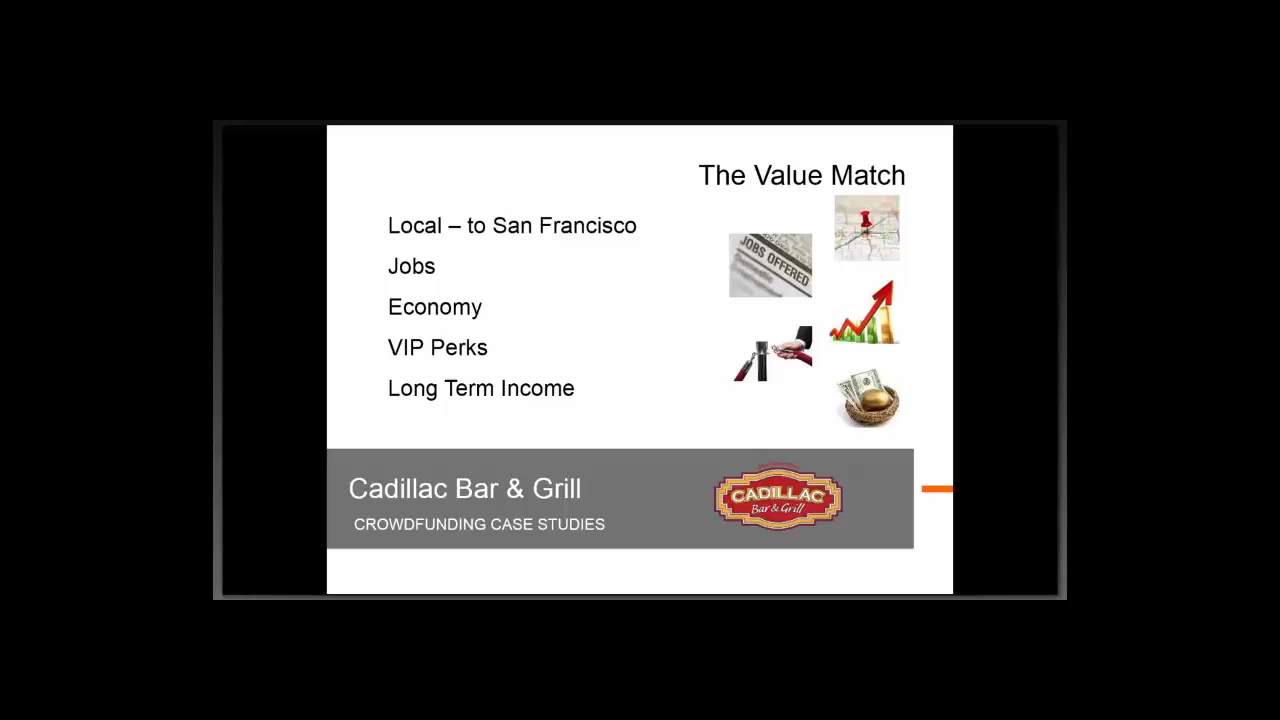 The Value Match
Local – to San Francisco
Jobs
Economy
VIP Perks
Long Term Income
JOBS OFFERED
Cadillac Bar & Grill
CROWDFUNDING CASE STUDIES
CADILLAC
Bar & Grill